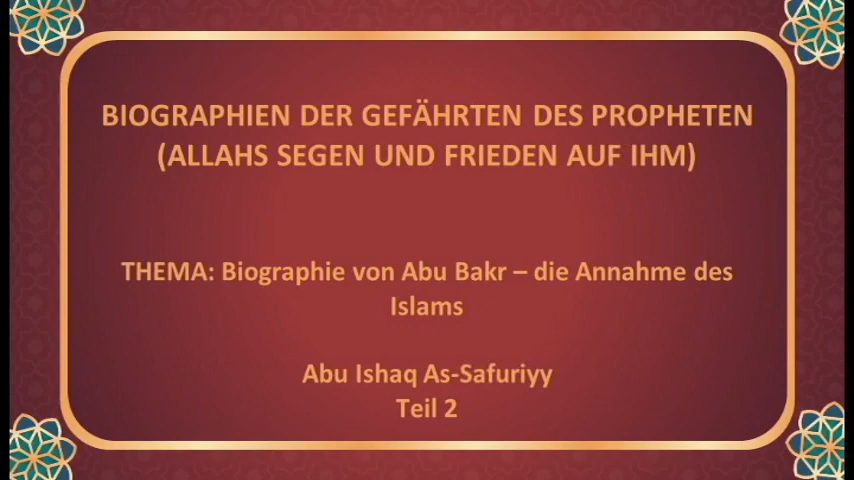 BIOGRAPHIEN DER GEFÄHRTEN DES PROPHETEN
(ALLAHS SEGEN UND FRIEDEN AUF IHM)
THEMA: Biographie von Abu Bakr – die Annahme des
Islams
Abu Ishaq As-Safuriyy
Teil 2